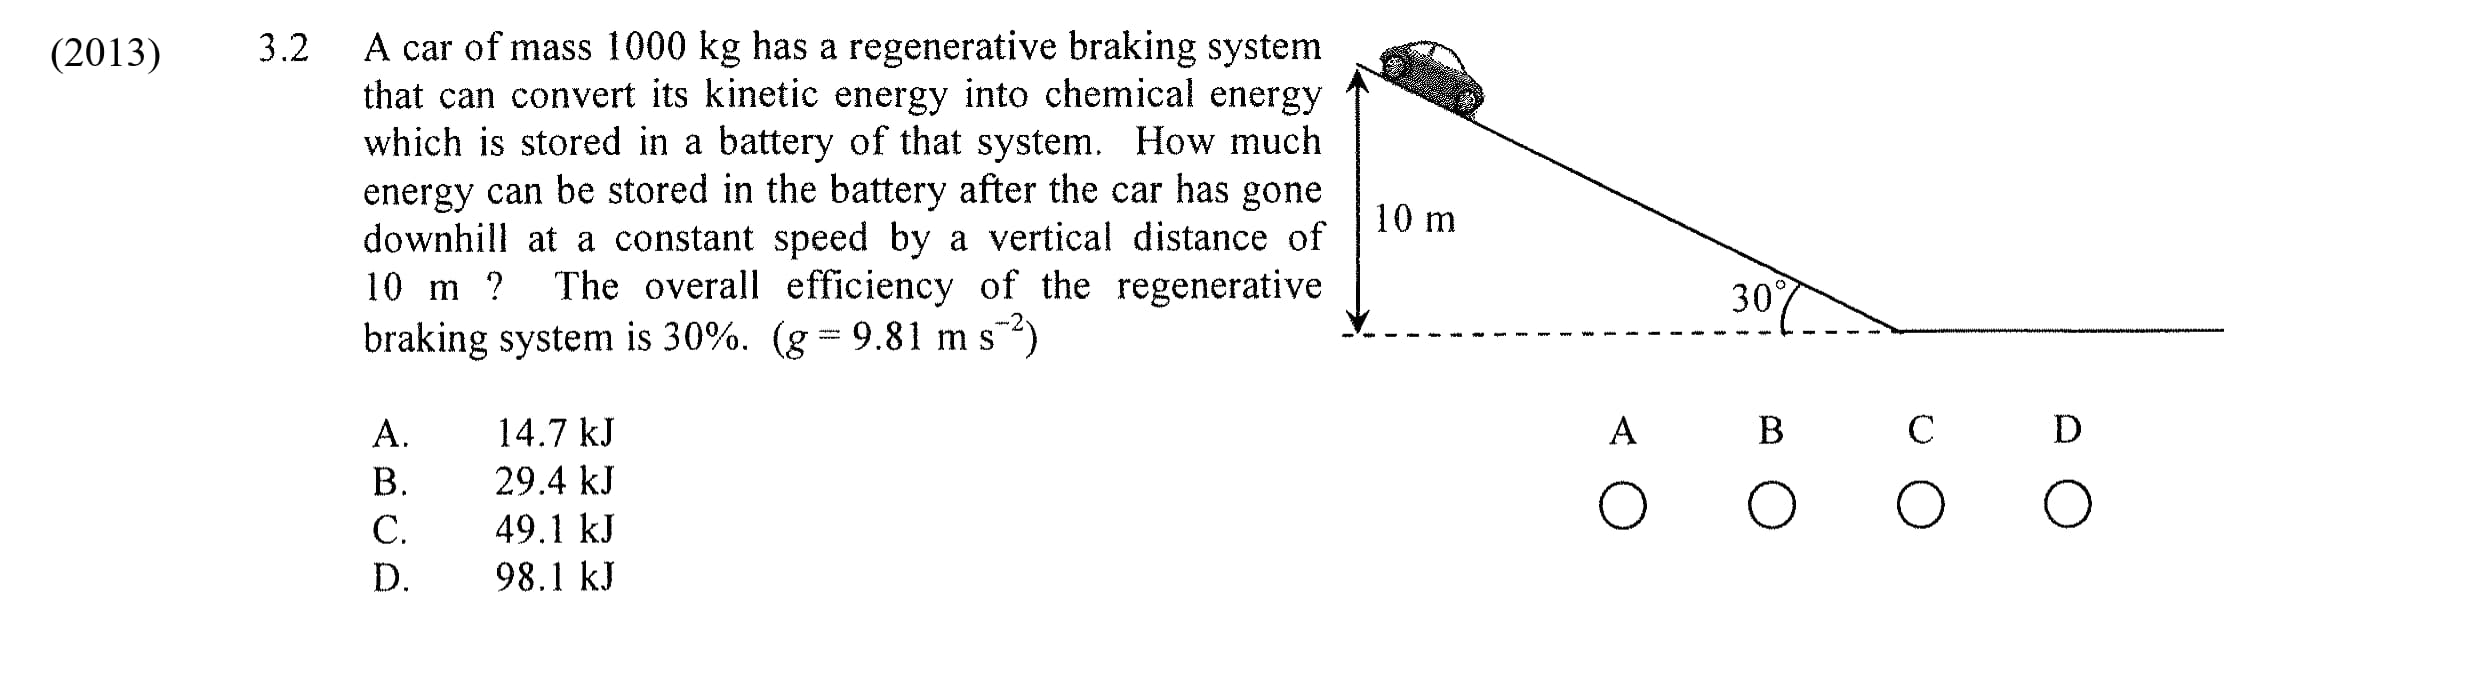 (2013) 3.2 A car of mass 1000 kg has a regenerative braking system
that can convert its kinetic energy into chemical energy
which is stored in a battery of that system. How much
energy can be stored in the battery after the car has gone
downhill at a constant speed by a vertical distance of
10 m ? The overall efficiency of the regenerative
braking system is 30%. (g = 9.81 m s⁻²)
10 m
30°
A. 14.7 kJ
B. 29.4 kJ
C. 49.1 kJ
D. 98.1 kJ
A B C D